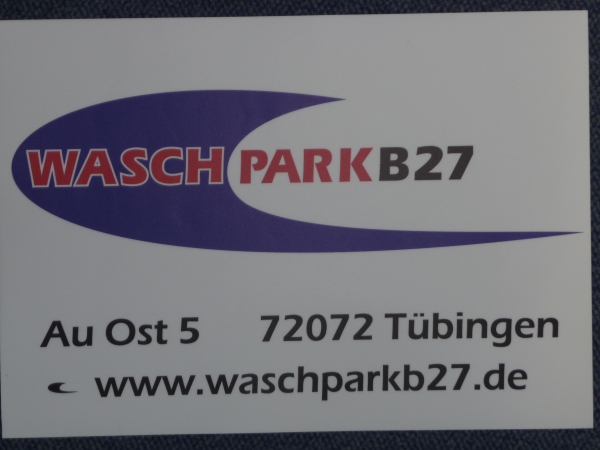 WASCH PARK B27
Au Ost 5 72072 Tübingen
www.waschparkb27.de